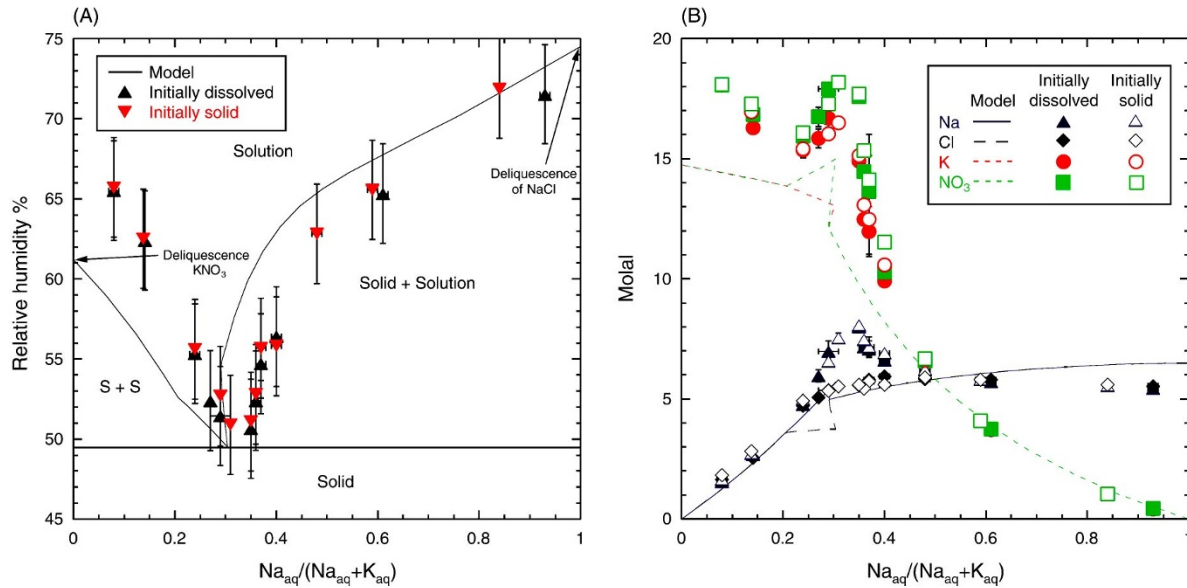 (A)
75
70
65
60
55
50
45
Relative humidity %
Model
Initially dissolved
Initially solid
Solution
Deliquescence
of NaCl
Deliquescence
KNO₃
Solid + Solution
S + S
Solid
0
0.2
0.4
0.6
0.8
1
Naaq/(Naaq+Kaq)
(B)
20
15
10
5
0
Molal
Model
Initially
dissolved
Initially
solid
Na
Cl
K
NO₃
0
0.2
0.4
0.6
0.8
1
Naaq/(Naaq+Kaq)